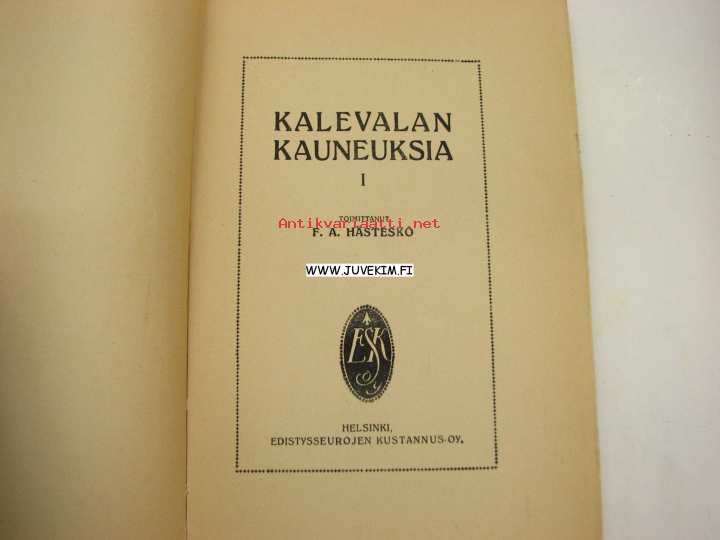 KALEVALAN
KAUNEUKSIA
I
TOIMITTANUT
Antikvariaatti.net
F. A. HÄSTESKO
WWW.JUVEKIM.FI
ESK
HELSINKI,
EDISTYSSEUROJEN KUSTANNUS-OY.